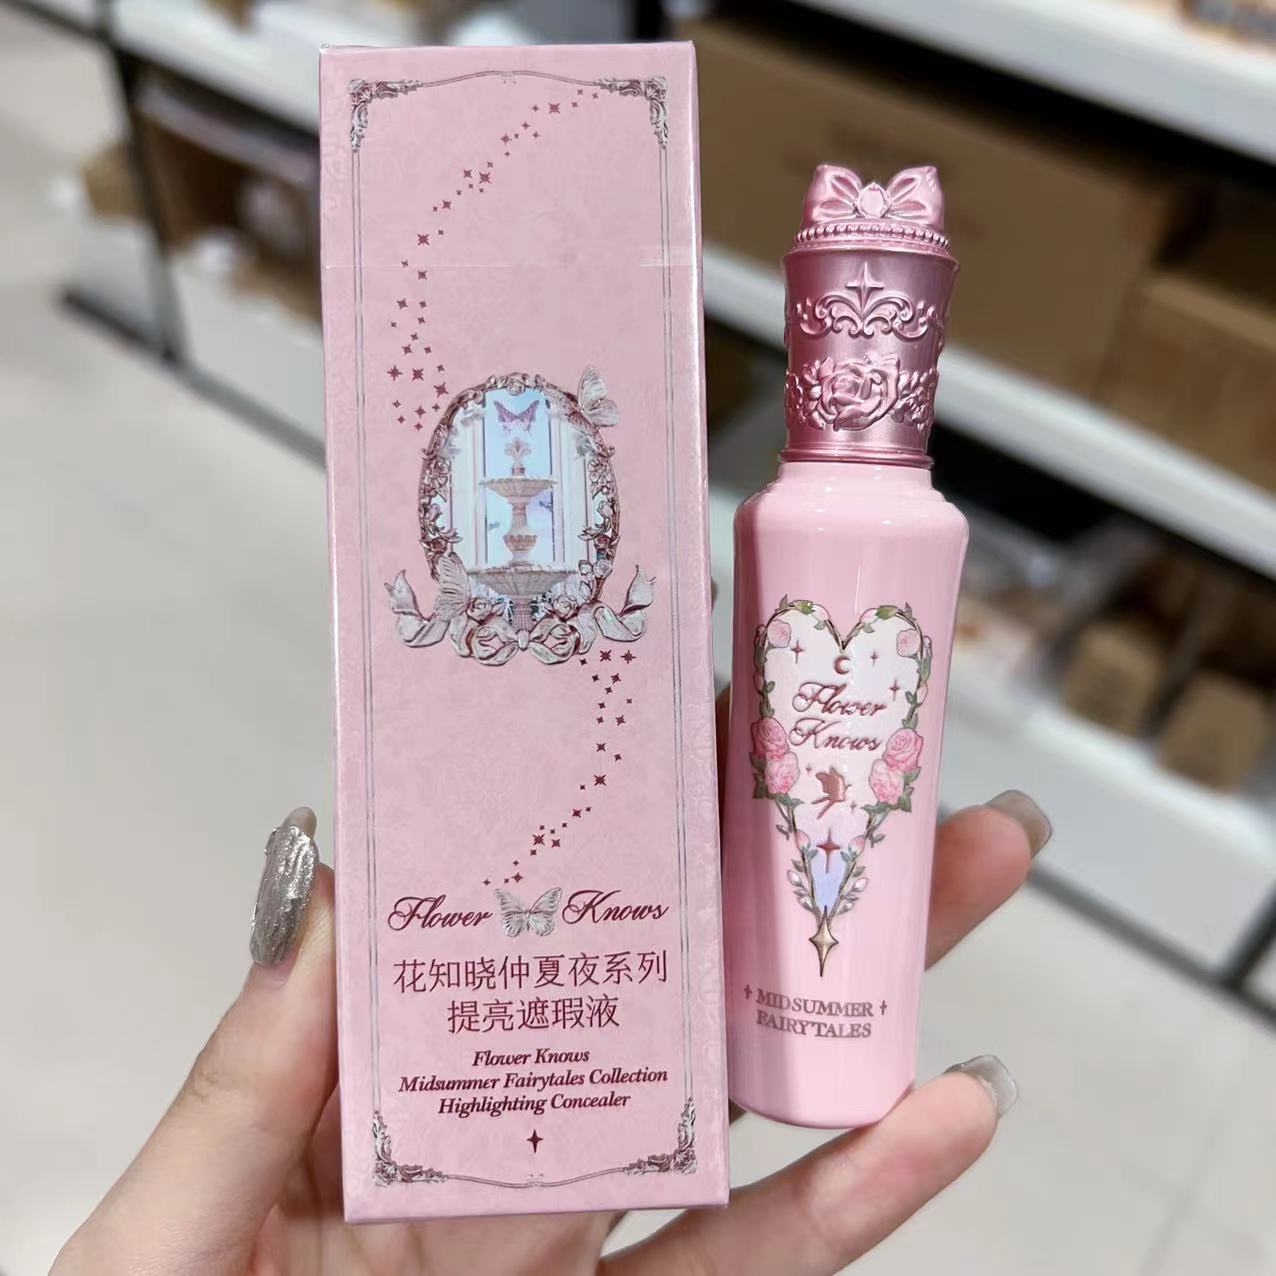 Flower Knows
花知晓仲夏夜系列
提亮遮瑕液
Flower Knows
Midsummer Fairytales Collection
Highlighting Concealer
Flower
Knows
MIDSUMMER
FAIRYTALES